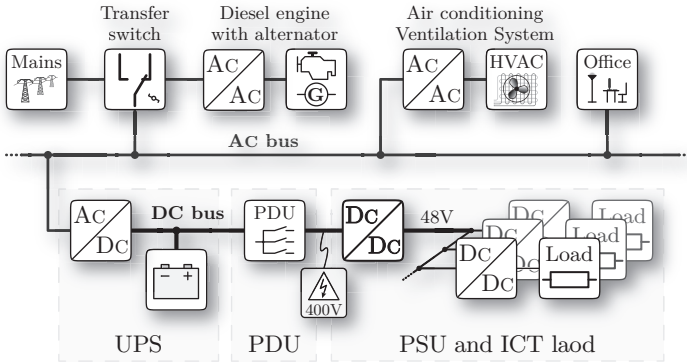 Transfer
switch
Diesel engine
with alternator
Air conditioning
Ventilation System
Mains
AC
AC
G
AC
AC
HVAC
Office
AC bus
AC
DC
DC bus
− +
PDU
400V
DC
DC
48V
DC
DC
Load
DC
DC
Load
DC
DC
Load
UPS
PDU
PSU and ICT laod